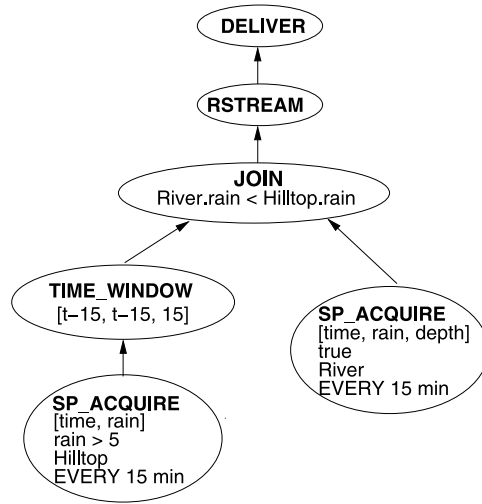 DELIVER
RSTREAM
JOIN
River.rain < Hilltop.rain
TIME_WINDOW
[t−15, t−15, 15]
SP_ACQUIRE
[time, rain, depth]
true
River
EVERY 15 min
SP_ACQUIRE
[time, rain]
rain > 5
Hilltop
EVERY 15 min